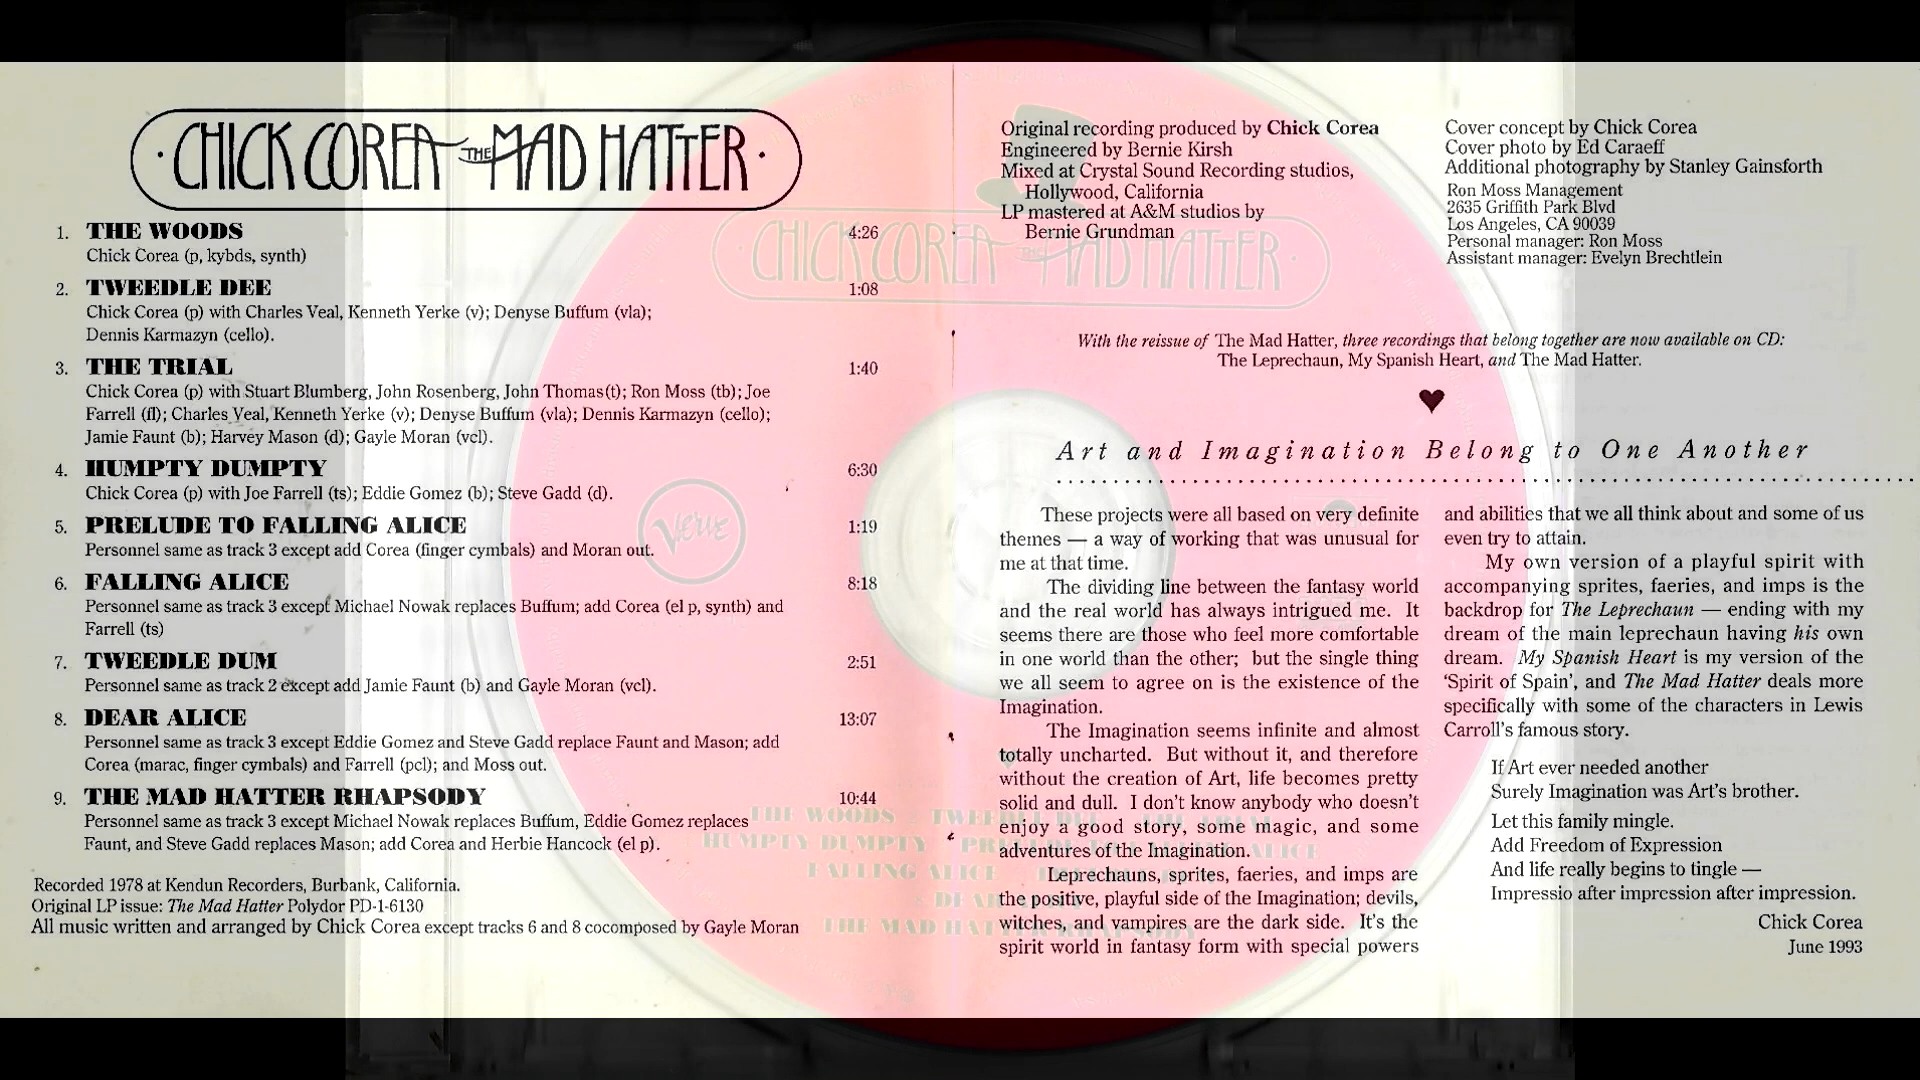 CHICK COREA THE MAD HATTER
1. THE WOODS 4:26
Chick Corea (p, kybds, synth)
2. TWEEDLE DEE 1:08
Chick Corea (p) with Charles Veal, Kenneth Yerke (v); Denyse Buffum (vla);
Dennis Karmazyn (cello).
3. THE TRIAL 1:40
Chick Corea (p) with Stuart Blumberg, John Rosenberg, John Thomas(t); Ron Moss (tb); Joe
Farrell (fl); Charles Veal, Kenneth Yerke (v); Denyse Buffum (vla); Dennis Karmazyn (cello);
Jamie Faunt (b); Harvey Mason (d); Gayle Moran (vcl).
4. HUMPTY DUMPTY 6:30
Chick Corea (p) with Joe Farrell (ts); Eddie Gomez (b); Steve Gadd (d).
5. PRELUDE TO FALLING ALICE 1:19
Personnel same as track 3 except add Corea (finger cymbals) and Moran out.
6. FALLING ALICE 8:18
Personnel same as track 3 except Michael Nowak replaces Buffum; add Corea (el p, synth) and
Farrell (ts)
7. TWEEDLE DUM 2:51
Personnel same as track 2 except add Jamie Faunt (b) and Gayle Moran (vcl).
8. DEAR ALICE 13:07
Personnel same as track 3 except Eddie Gomez and Steve Gadd replace Faunt and Mason; add
Corea (marac, finger cymbals) and Farrell (pcl); and Moss out.
9. THE MAD HATTER RHAPSODY 10:44
Personnel same as track 3 except Michael Nowak replaces Buffum, Eddie Gomez replaces
Faunt, and Steve Gadd replaces Mason; add Corea and Herbie Hancock (el p).
Recorded 1978 at Kendun Recorders, Burbank, California.
Original LP issue: The Mad Hatter Polydor PD-1-6130
All music written and arranged by Chick Corea except tracks 6 and 8 cocomposed by Gayle Moran
Original recording produced by Chick Corea
Engineered by Bernie Kirsh
Mixed at Crystal Sound Recording studios,
Hollywood, California
LP mastered at A&M studios by
Bernie Grundman
Cover concept by Chick Corea
Cover photo by Ed Caraeff
Additional photography by Stanley Gainsforth
Ron Moss Management
2635 Griffith Park Blvd
Los Angeles, CA 90039
Personal manager: Ron Moss
Assistant manager: Evelyn Brechtlein
CHICK COREA THE MAD HATTER
With the reissue of The Mad Hatter, three recordings that belong together are now available on CD:
The Leprechaun, My Spanish Heart, and The Mad Hatter.
Art and Imagination Belong to One Another
These projects were all based on very definite
themes — a way of working that was unusual for
me at that time.
The dividing line between the fantasy world
and the real world has always intrigued me. It
seems there are those who feel more comfortable
in one world than the other; but the single thing
we all seem to agree on is the existence of the
Imagination.
The Imagination seems infinite and almost
totally uncharted. But without it, and therefore
without the creation of Art, life becomes pretty
solid and dull. I don't know anybody who doesn't
enjoy a good story, some magic, and some
adventures of the Imagination.
Leprechauns, sprites, faeries, and imps are
the positive, playful side of the Imagination; devils,
witches, and vampires are the dark side. It's the
spirit world in fantasy form with special powers
and abilities that we all think about and some of us
even try to attain.
My own version of a playful spirit with
accompanying sprites, faeries, and imps is the
backdrop for The Leprechaun — ending with my
dream of the main leprechaun having his own
dream. My Spanish Heart is my version of the
‘Spirit of Spain’, and The Mad Hatter deals more
specifically with some of the characters in Lewis
Carroll's famous story.
If Art ever needed another
Surely Imagination was Art's brother.
Let this family mingle.
Add Freedom of Expression
And life really begins to tingle —
Impressio after impression after impression.
Chick Corea
June 1993
Verve
THE WOODS
HUMPTY DUMPTY
FALLING ALICE
THE MAD HATTER RHAPSODY